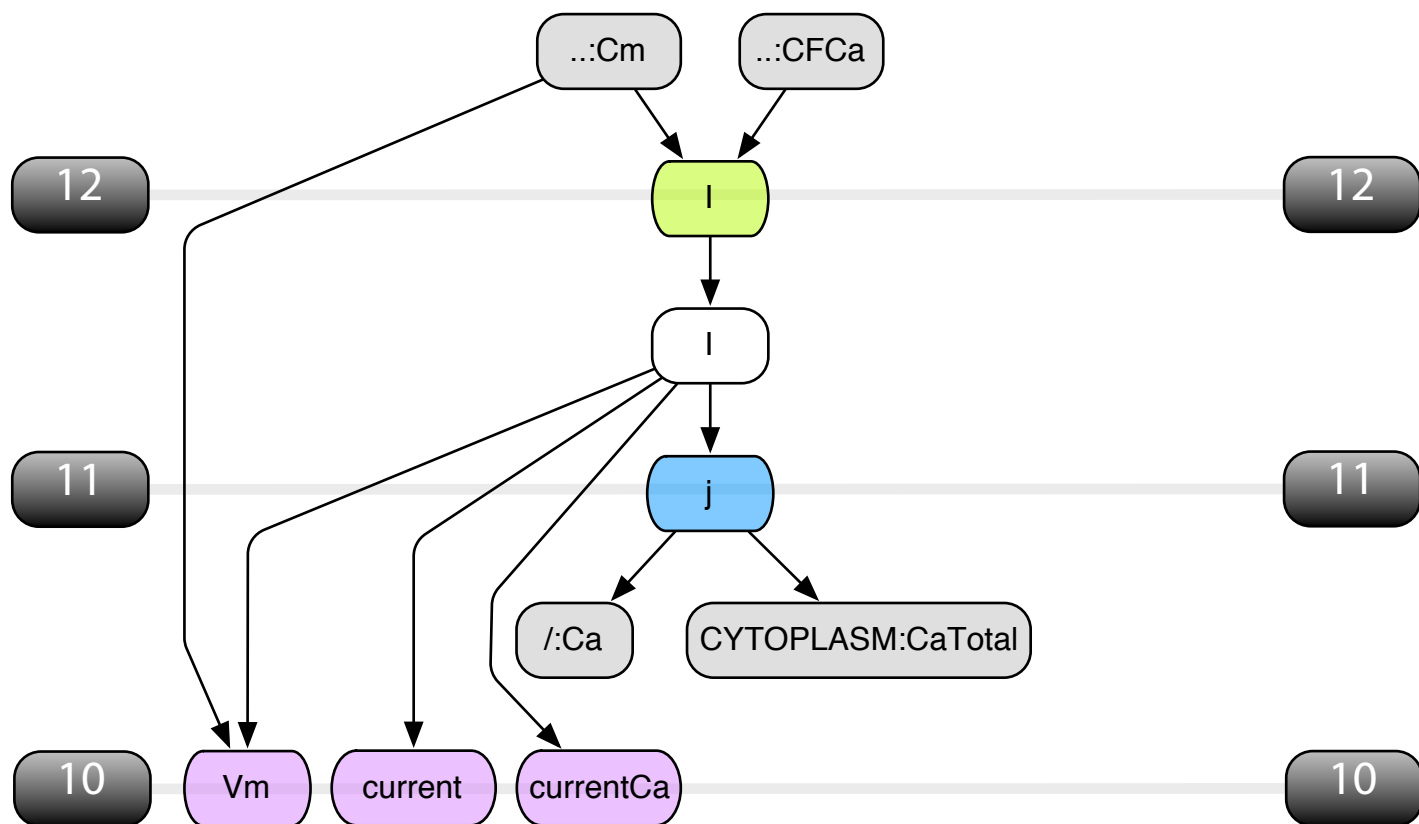 ..:Cm ..:CFCa
12 I 12
I
11 j 11
/:Ca CYTOPLASM:CaTotal
10 Vm current currentCa 10